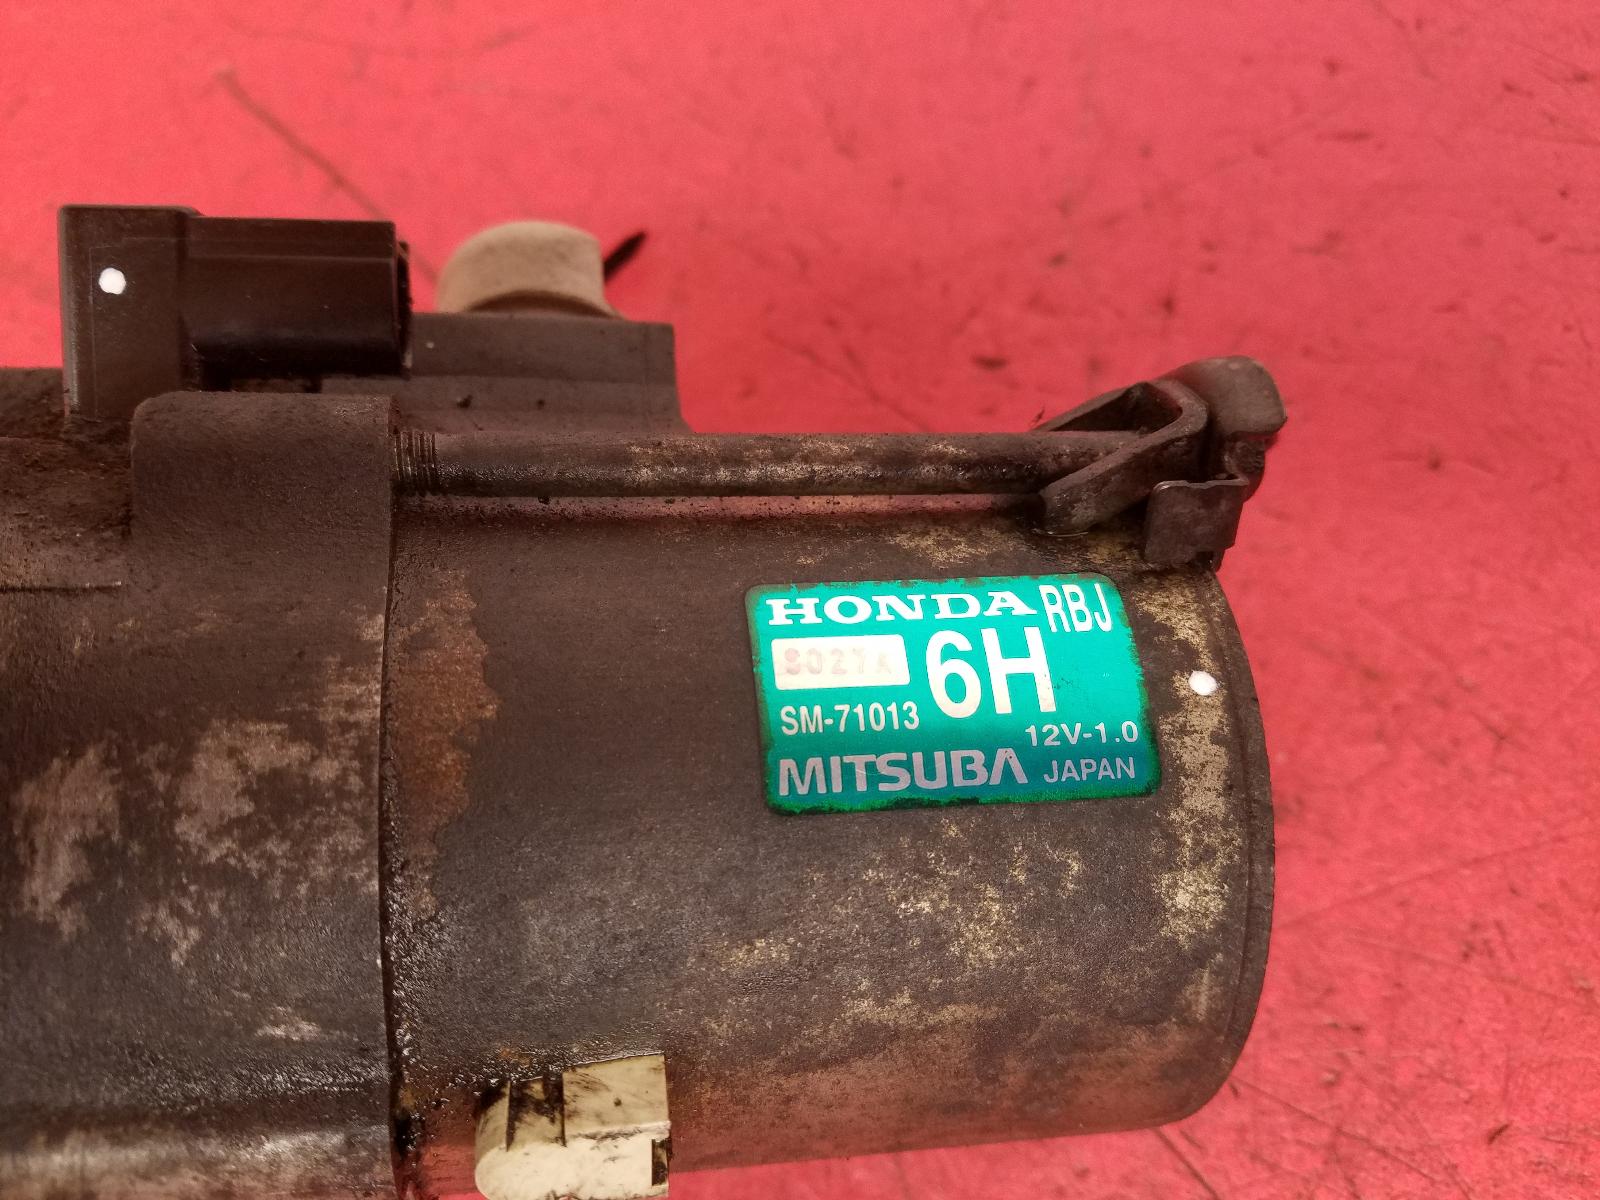 HONDA RBJ
6H
SM-71013
12V-1.0
MITSUBA JAPAN